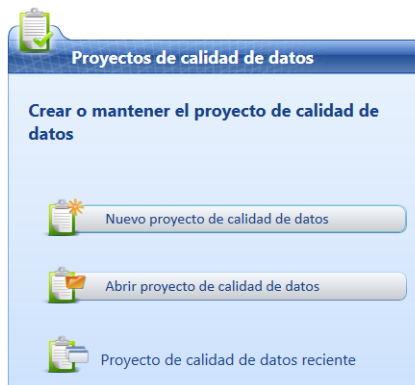 Proyectos de calidad de datos
Crear o mantener el proyecto de calidad de
datos
Nuevo proyecto de calidad de datos
Abrir proyecto de calidad de datos
Proyecto de calidad de datos reciente